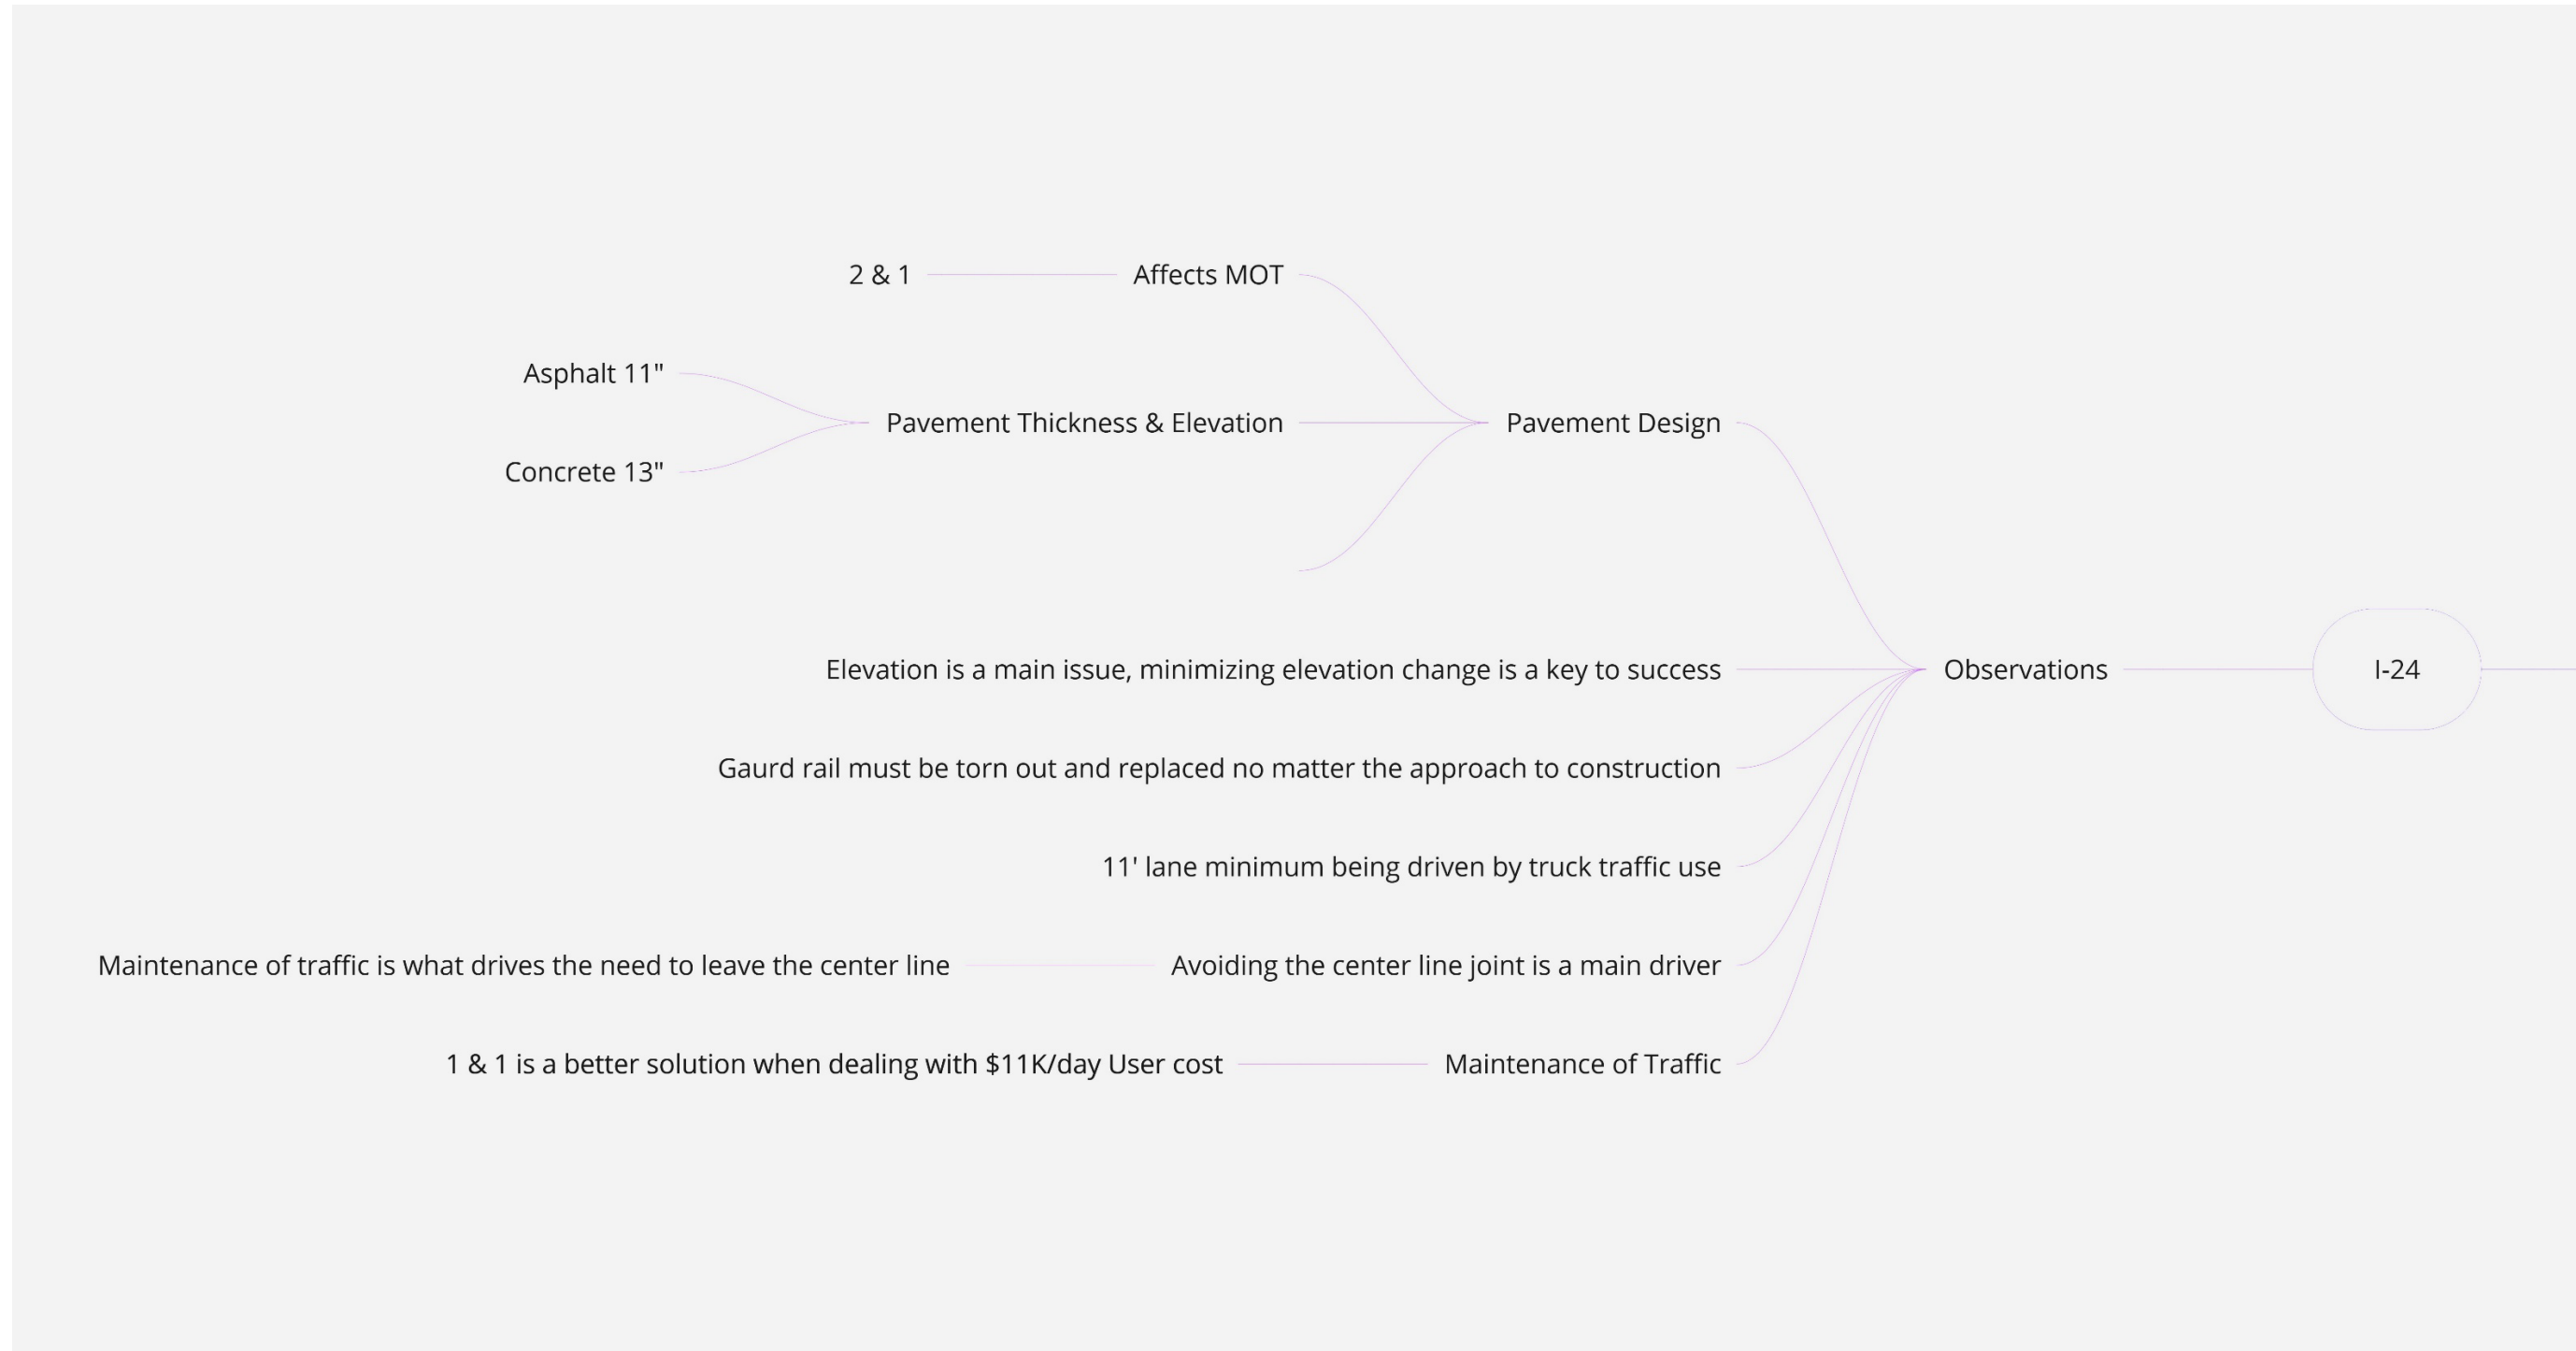 2 & 1
Affects MOT
Asphalt 11"
Pavement Thickness & Elevation
Pavement Design
Concrete 13"
Elevation is a main issue, minimizing elevation change is a key to success
Observations
I-24
Gaurd rail must be torn out and replaced no matter the approach to construction
11' lane minimum being driven by truck traffic use
Maintenance of traffic is what drives the need to leave the center line
Avoiding the center line joint is a main driver
1 & 1 is a better solution when dealing with $11K/day User cost
Maintenance of Traffic